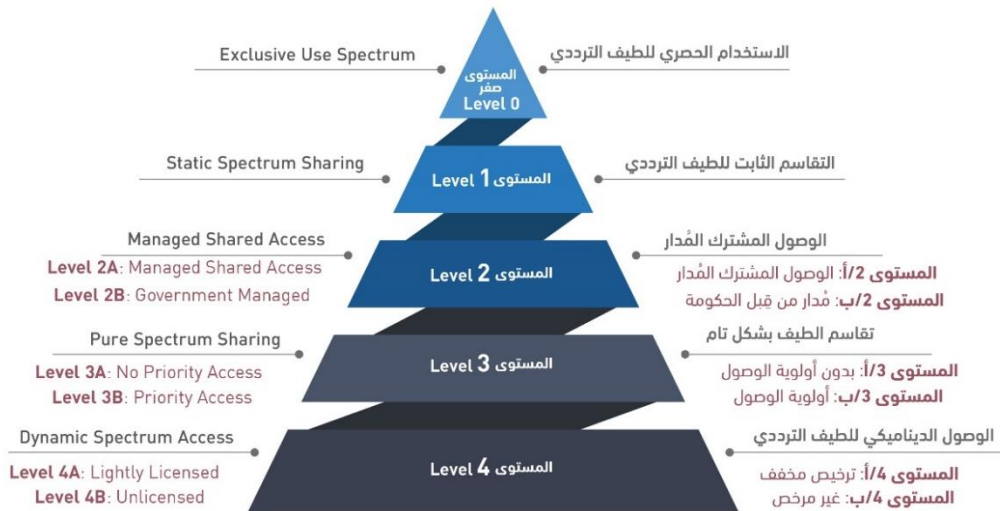 Exclusive Use Spectrum
المستوى
صفر
Level 0
الاستخدام الحصري للطيف الترددي
Static Spectrum Sharing
Level 1 المستوى
التقاسم الثابت للطيف الترددي
Managed Shared Access
Level 2A: Managed Shared Access
Level 2B: Government Managed
Level 2 المستوى
الوصول المشترك المُدار
المستوى 2/أ: الوصول المشترك المُدار
المستوى 2/ب: مُدار من قِبل الحكومة
Pure Spectrum Sharing
Level 3A: No Priority Access
Level 3B: Priority Access
Level 3 المستوى
تقاسم الطيف بشكل تام
المستوى 3/أ: بدون أولوية الوصول
المستوى 3/ب: أولوية الوصول
Dynamic Spectrum Access
Level 4A: Lightly Licensed
Level 4B: Unlicensed
Level 4 المستوى
الوصول الديناميكي للطيف الترددي
المستوى 4/أ: ترخيص مخفف
المستوى 4/ب: غير مرخص